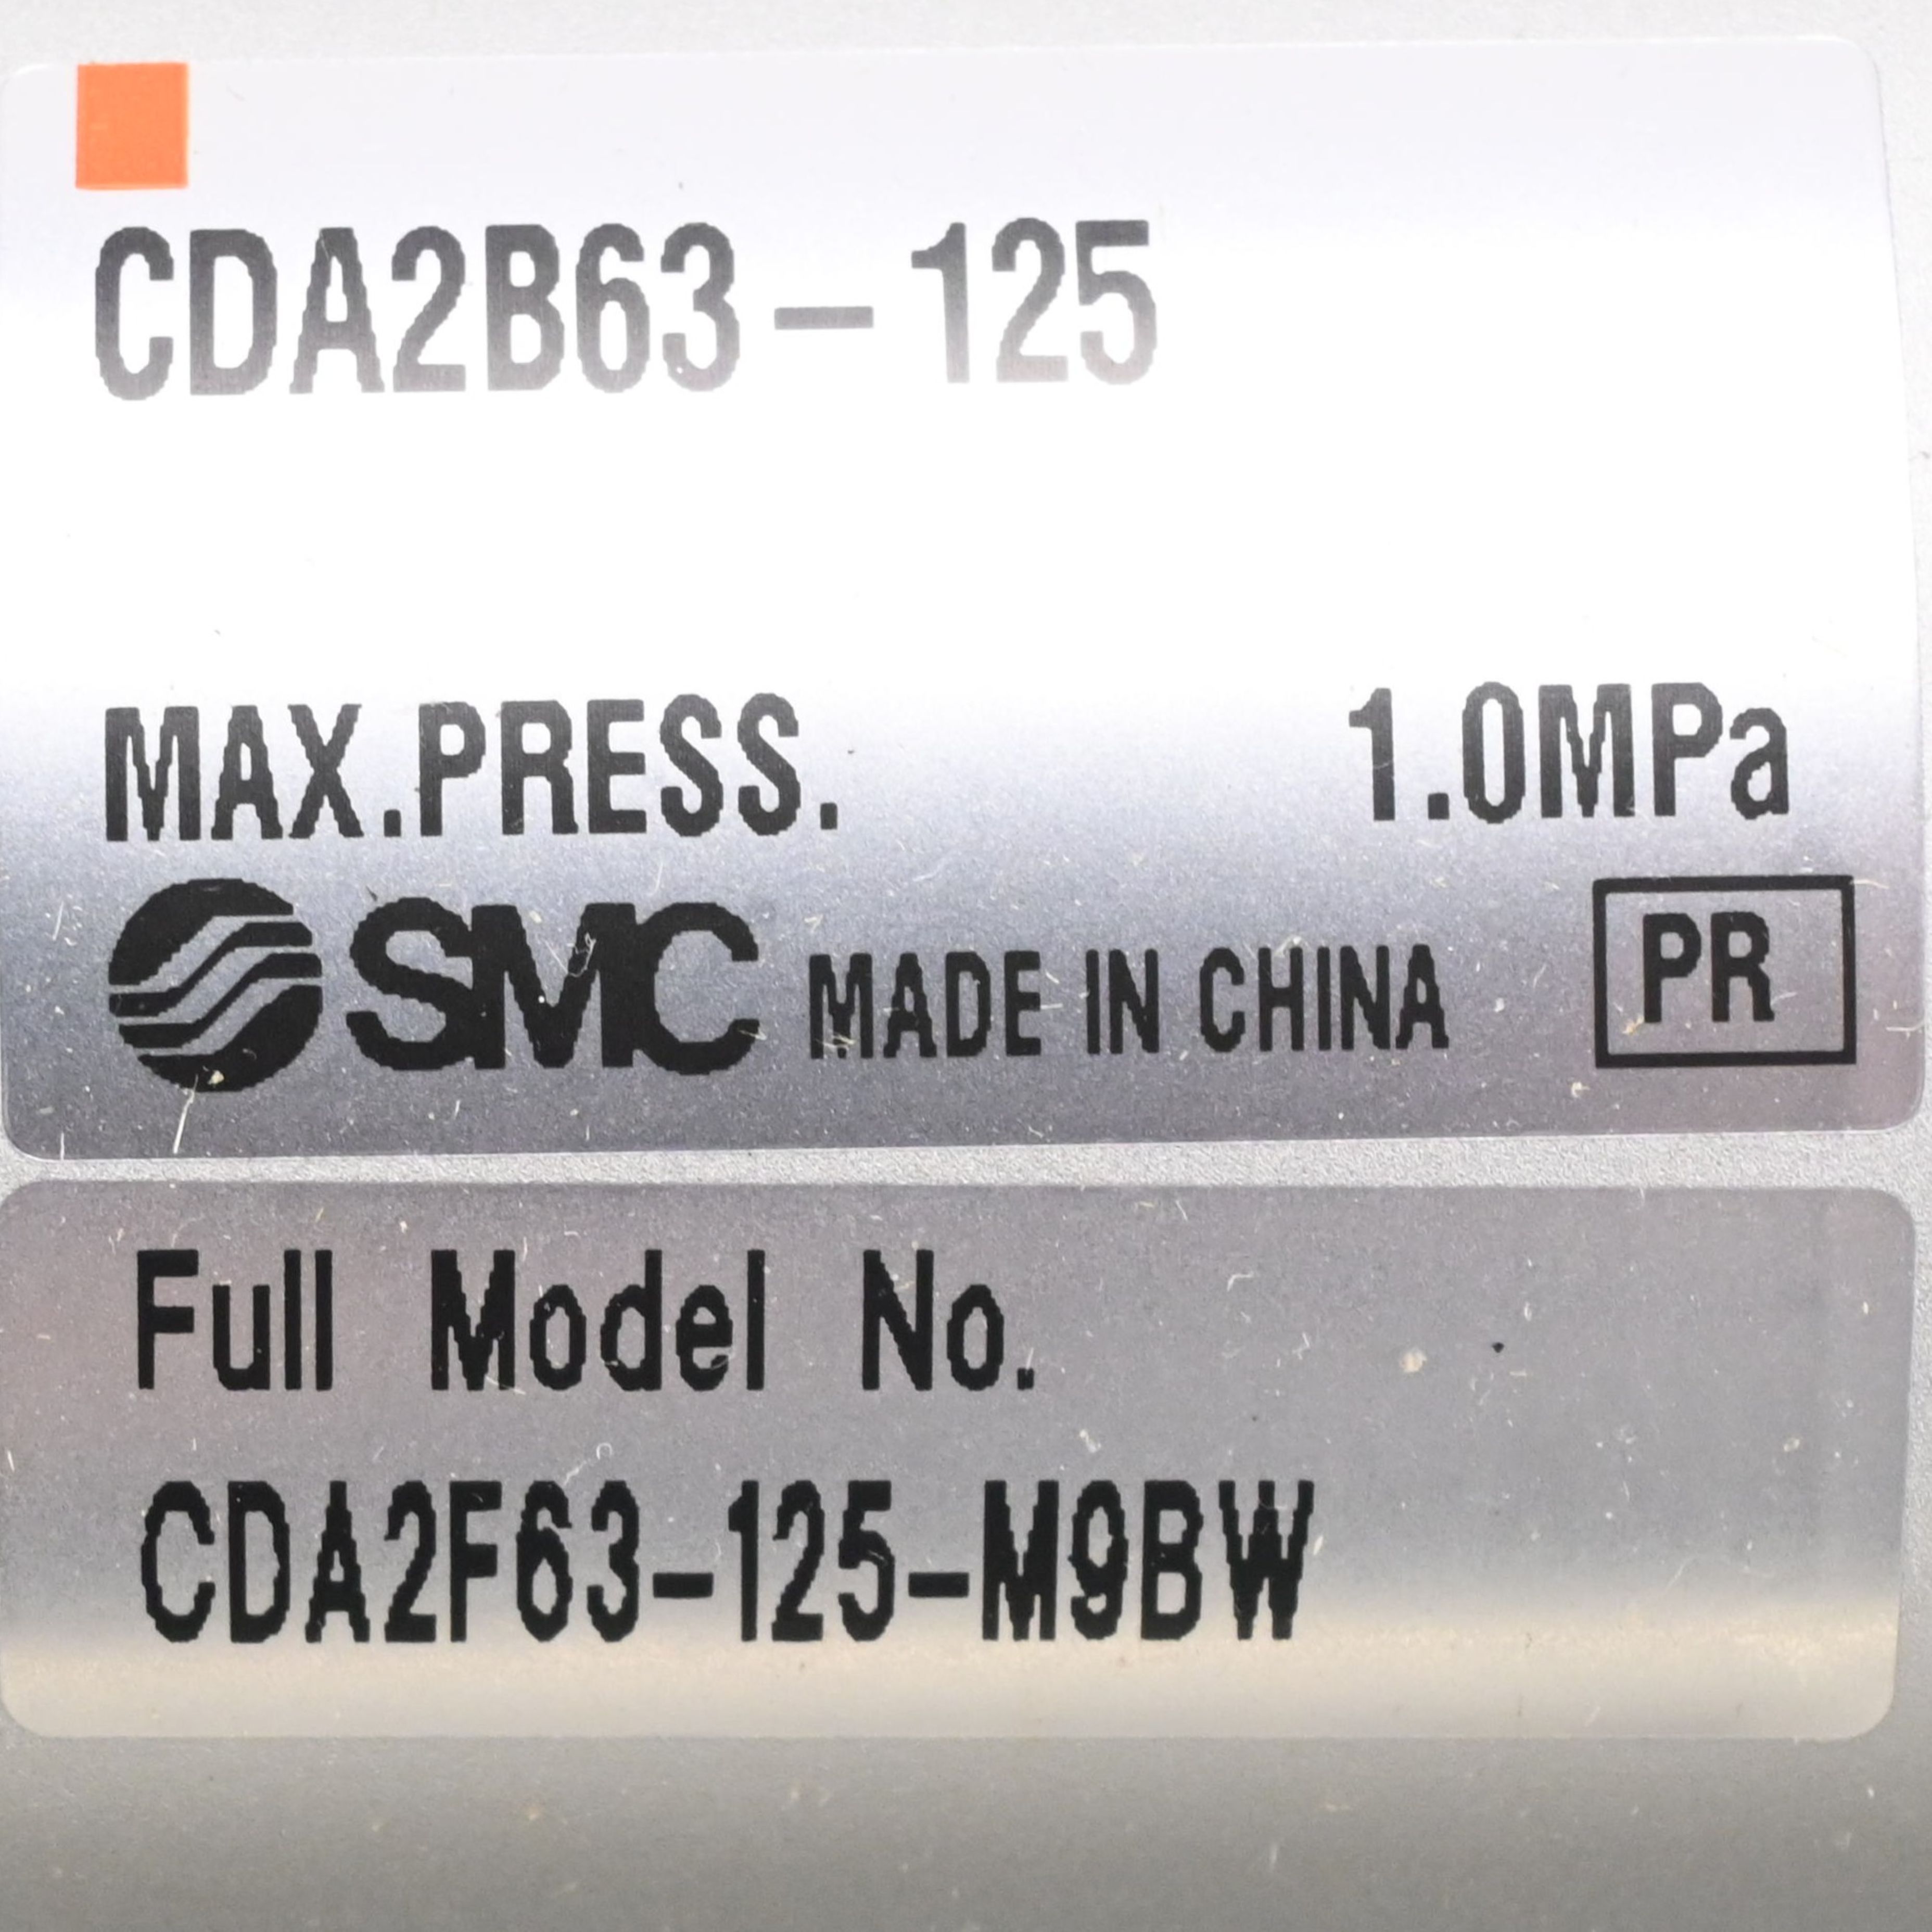 CDA2B63-125
MAX.PRESS. 1.0MPa
SMC MADE IN CHINA PR
Full Model No.
CDA2F63-125-M9BW